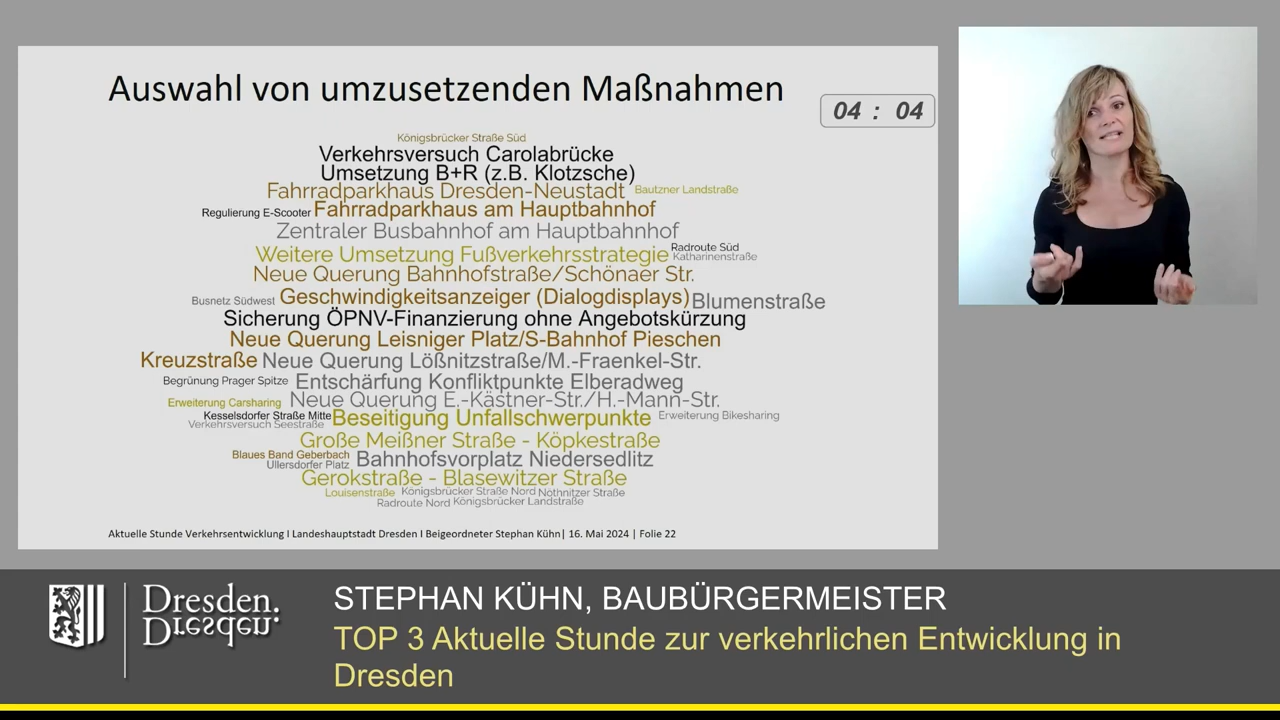 Auswahl von umzusetzenden Maßnahmen
04 : 04
Königsbrücker Straße Süd
Verkehrsversuch Carolabrücke
Umsetzung B+R (z.B. Klotzsche)
Fahrradparkhaus Dresden-Neustadt Bautzner Landstraße
Regulierung E-Scooter Fahrradparkhaus am Hauptbahnhof
Zentraler Busbahnhof am Hauptbahnhof
Weitere Umsetzung Fußverkehrsstrategie Radroute Süd
Katharinenstraße
Neue Querung Bahnhofstraße/Schönaer Str.
Busnetz Südwest Geschwindigkeitsanzeiger (Dialogdisplays) Blumenstraße
Sicherung ÖPNV-Finanzierung ohne Angebotskürzung
Neue Querung Leisniger Platz/S-Bahnhof Pieschen
Kreuzstraße Neue Querung Lößnitzstraße/M.-Fraenkel-Str.
Begrünung Prager Spitze Entschärfung Konfliktpunkte Elberadweg
Erweiterung Carsharing Neue Querung E.-Kästner-Str./H.-Mann-Str.
Kesselsdorfer Straße Mitte Beseitigung Unfallschwerpunkte Erweiterung Bikesharing
Verkehrsversuch Seestraße
Große Meißner Straße - Köpkestraße
Blaues Band Geberbach Bahnhofsvorplatz Niedersedlitz
Ullersdorfer Platz
Gerokstraße - Blasewitzer Straße
Louisenstraße Königsbrücker Straße Nord Nöthnitzer Straße
Radroute Nord Königsbrücker Landstraße
Aktuelle Stunde Verkehrsentwicklung I Landeshauptstadt Dresden I Beigeordneter Stephan Kühn| 16. Mai 2024 | Folie 22
Dresden.
Dresden.
STEPHAN KÜHN, BAUBÜRGERMEISTER
TOP 3 Aktuelle Stunde zur verkehrlichen Entwicklung in
Dresden